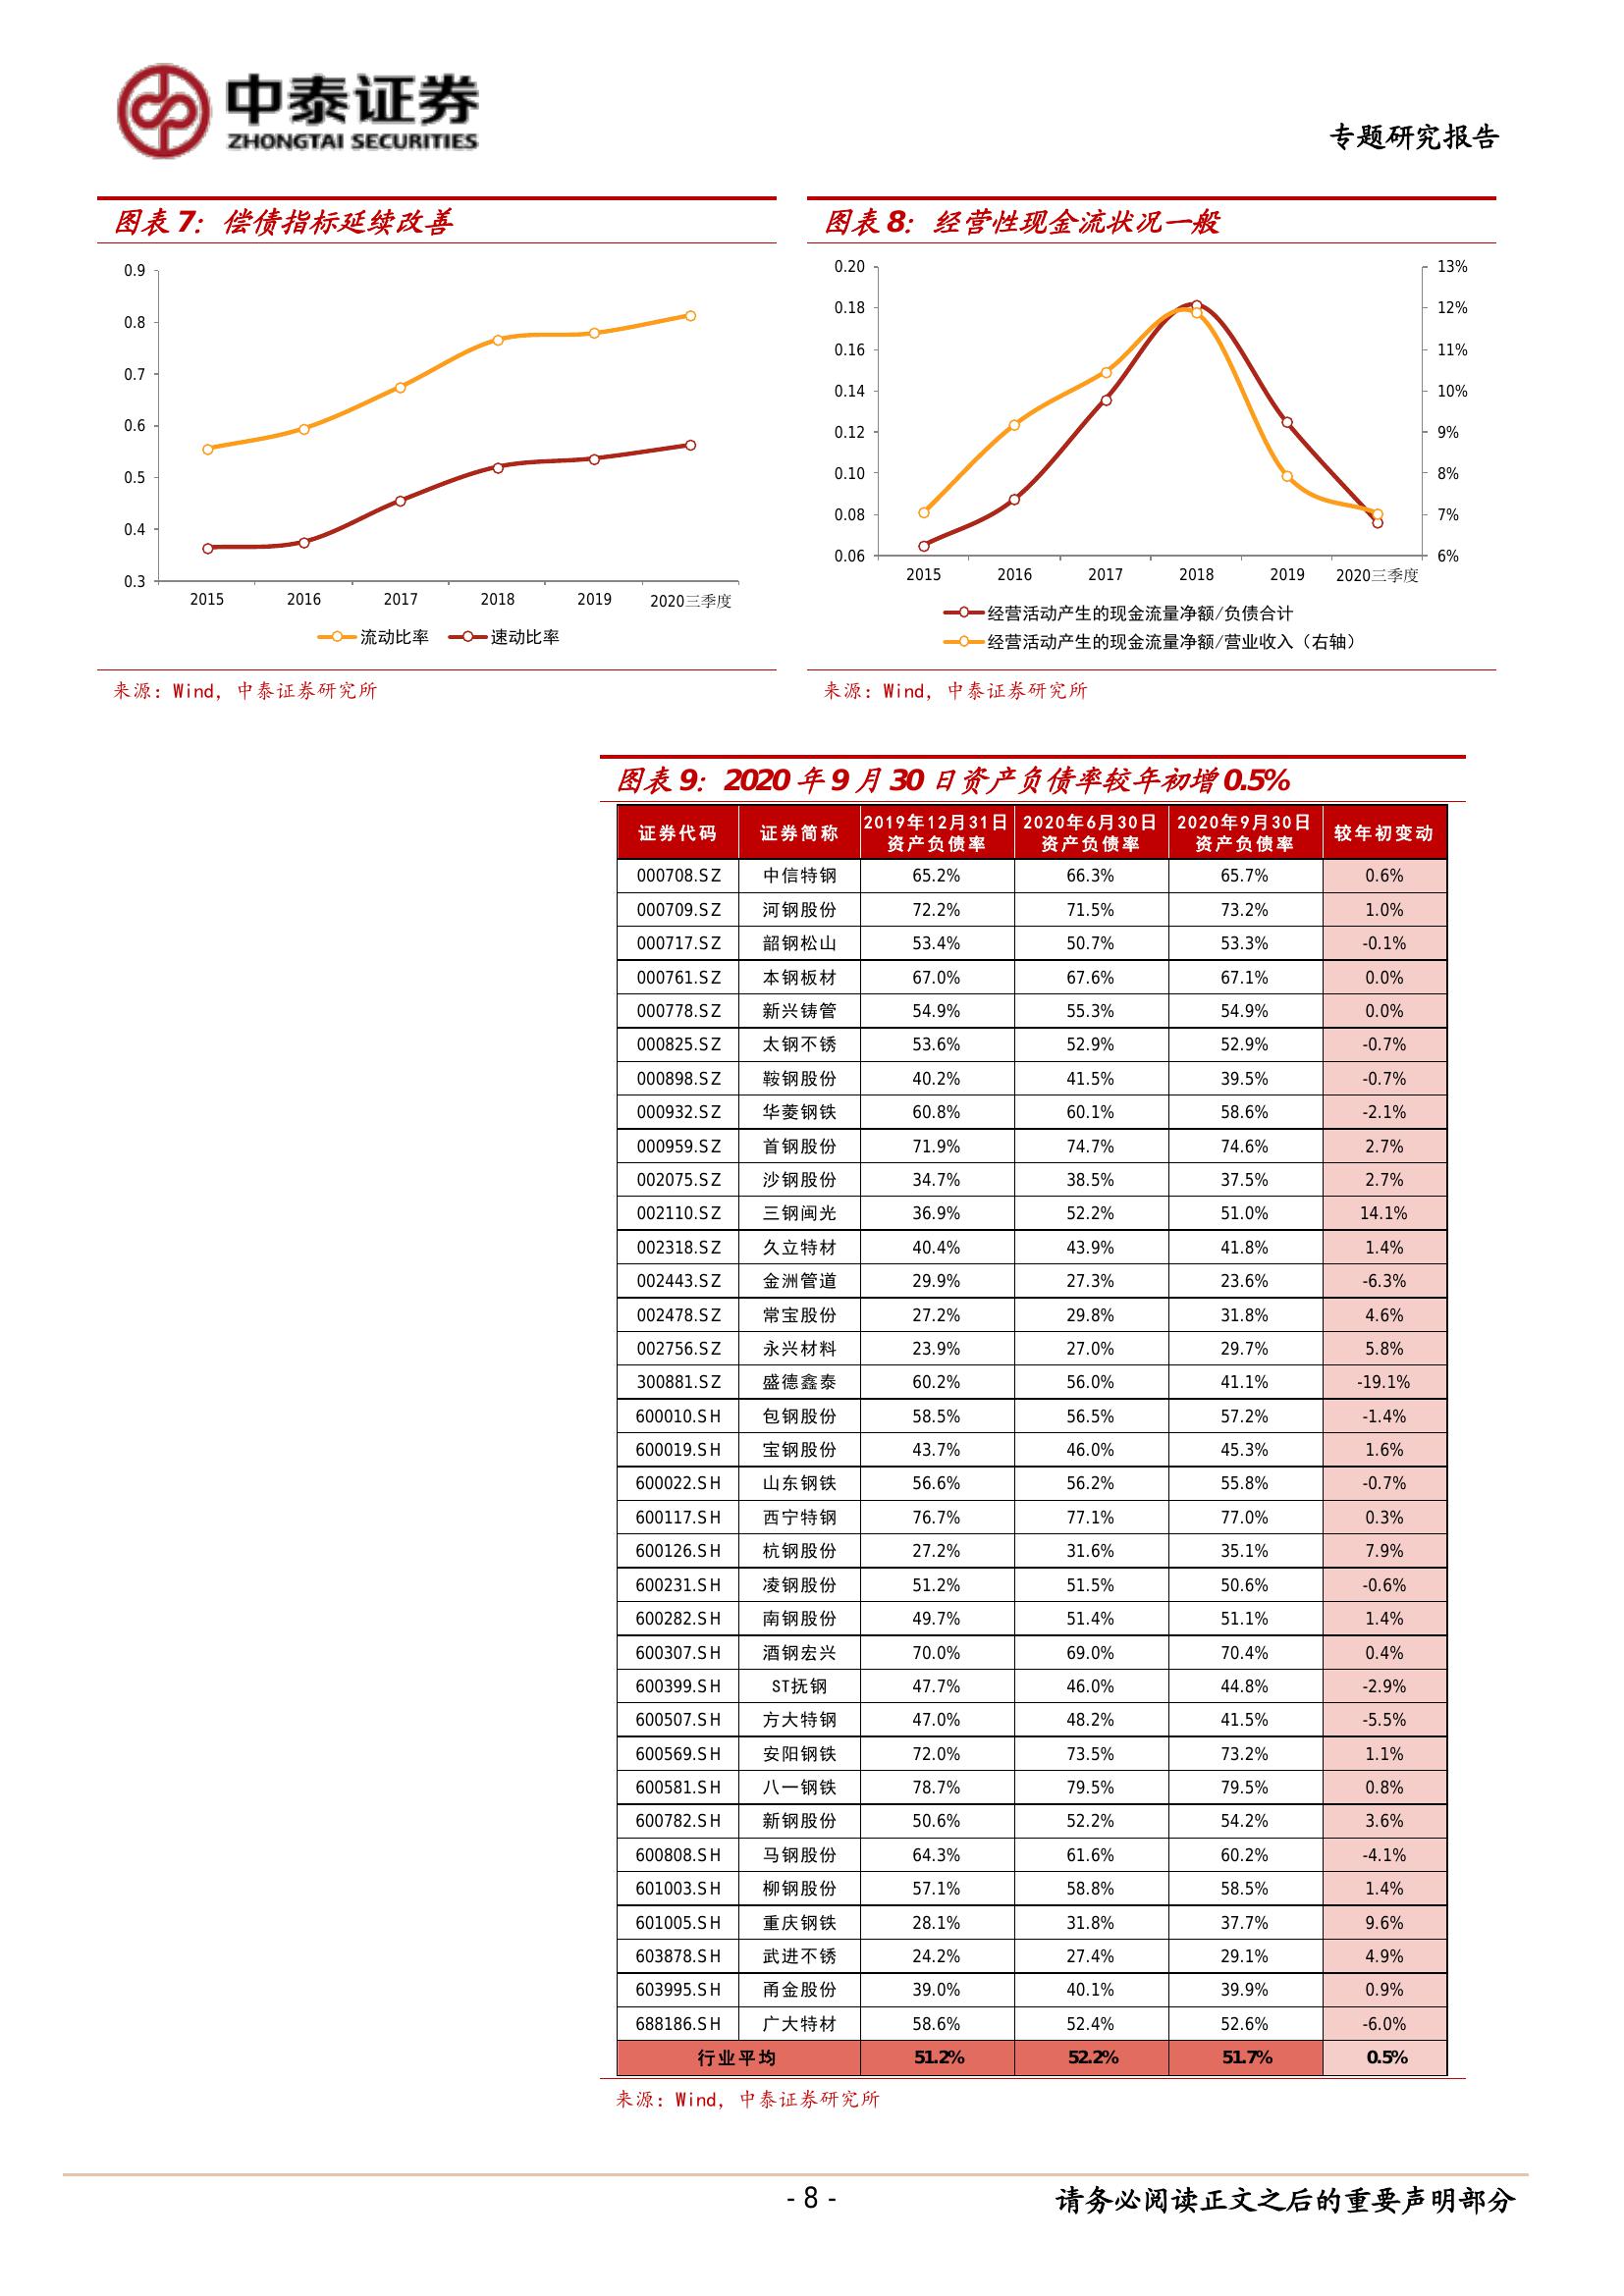 中泰证券
ZHONGTAI SECURITIES
专题研究报告
图表 7：偿债指标延续改善
0.9
0.8
0.7
0.6
0.5
0.4
0.3
2015 2016 2017 2018 2019 2020三季度
流动比率 速动比率
来源：Wind，中泰证券研究所
图表 8：经营性现金流状况一般
0.20 13%
0.18 12%
0.16 11%
0.14 10%
0.12 9%
0.10 8%
0.08 7%
0.06 6%
2015 2016 2017 2018 2019 2020三季度
经营活动产生的现金流量净额/负债合计
经营活动产生的现金流量净额/营业收入（右轴）
来源：Wind，中泰证券研究所
图表 9：2020 年 9 月 30 日资产负债率较年初增 0.5%
证券代码 证券简称 2019年12月31日资产负债率 2020年6月30日资产负债率 2020年9月30日资产负债率 较年初变动
000708.SZ 中信特钢 65.2% 66.3% 65.7% 0.6%
000709.SZ 河钢股份 72.2% 71.5% 73.2% 1.0%
000717.SZ 韶钢松山 53.4% 50.7% 53.3% -0.1%
000761.SZ 本钢板材 67.0% 67.6% 67.1% 0.0%
000778.SZ 新兴铸管 54.9% 55.3% 54.9% 0.0%
000825.SZ 太钢不锈 53.6% 52.9% 52.9% -0.7%
000898.SZ 鞍钢股份 40.2% 41.5% 39.5% -0.7%
000932.SZ 华菱钢铁 60.8% 60.1% 58.6% -2.1%
000959.SZ 首钢股份 71.9% 74.7% 74.6% 2.7%
002075.SZ 沙钢股份 34.7% 38.5% 37.5% 2.7%
002110.SZ 三钢闽光 36.9% 52.2% 51.0% 14.1%
002318.SZ 久立特材 40.4% 43.9% 41.8% 1.4%
002443.SZ 金洲管道 29.9% 27.3% 23.6% -6.3%
002478.SZ 常宝股份 27.2% 29.8% 31.8% 4.6%
002756.SZ 永兴材料 23.9% 27.0% 29.7% 5.8%
300881.SZ 盛德鑫泰 60.2% 56.0% 41.1% -19.1%
600010.SH 包钢股份 58.5% 56.5% 57.2% -1.4%
600019.SH 宝钢股份 43.7% 46.0% 45.3% 1.6%
600022.SH 山东钢铁 56.6% 56.2% 55.8% -0.7%
600117.SH 西宁特钢 76.7% 77.1% 77.0% 0.3%
600126.SH 杭钢股份 27.2% 31.6% 35.1% 7.9%
600231.SH 凌钢股份 51.2% 51.5% 50.6% -0.6%
600282.SH 南钢股份 49.7% 51.4% 51.1% 1.4%
600307.SH 酒钢宏兴 70.0% 69.0% 70.4% 0.4%
600399.SH ST抚钢 47.7% 46.0% 44.8% -2.9%
600507.SH 方大特钢 47.0% 48.2% 41.5% -5.5%
600569.SH 安阳钢铁 72.0% 73.5% 73.2% 1.1%
600581.SH 八一钢铁 78.7% 79.5% 79.5% 0.8%
600782.SH 新钢股份 50.6% 52.2% 54.2% 3.6%
600808.SH 马钢股份 64.3% 61.6% 60.2% -4.1%
601003.SH 柳钢股份 57.1% 58.8% 58.5% 1.4%
601005.SH 重庆钢铁 28.1% 31.8% 37.7% 9.6%
603878.SH 武进不锈 24.2% 27.4% 29.1% 4.9%
603995.SH 甬金股份 39.0% 40.1% 39.9% 0.9%
688186.SH 广大特材 58.6% 52.4% 52.6% -6.0%
行业平均 51.2% 52.2% 51.7% 0.5%
来源：Wind，中泰证券研究所
- 8 -
请务必阅读正文之后的重要声明部分